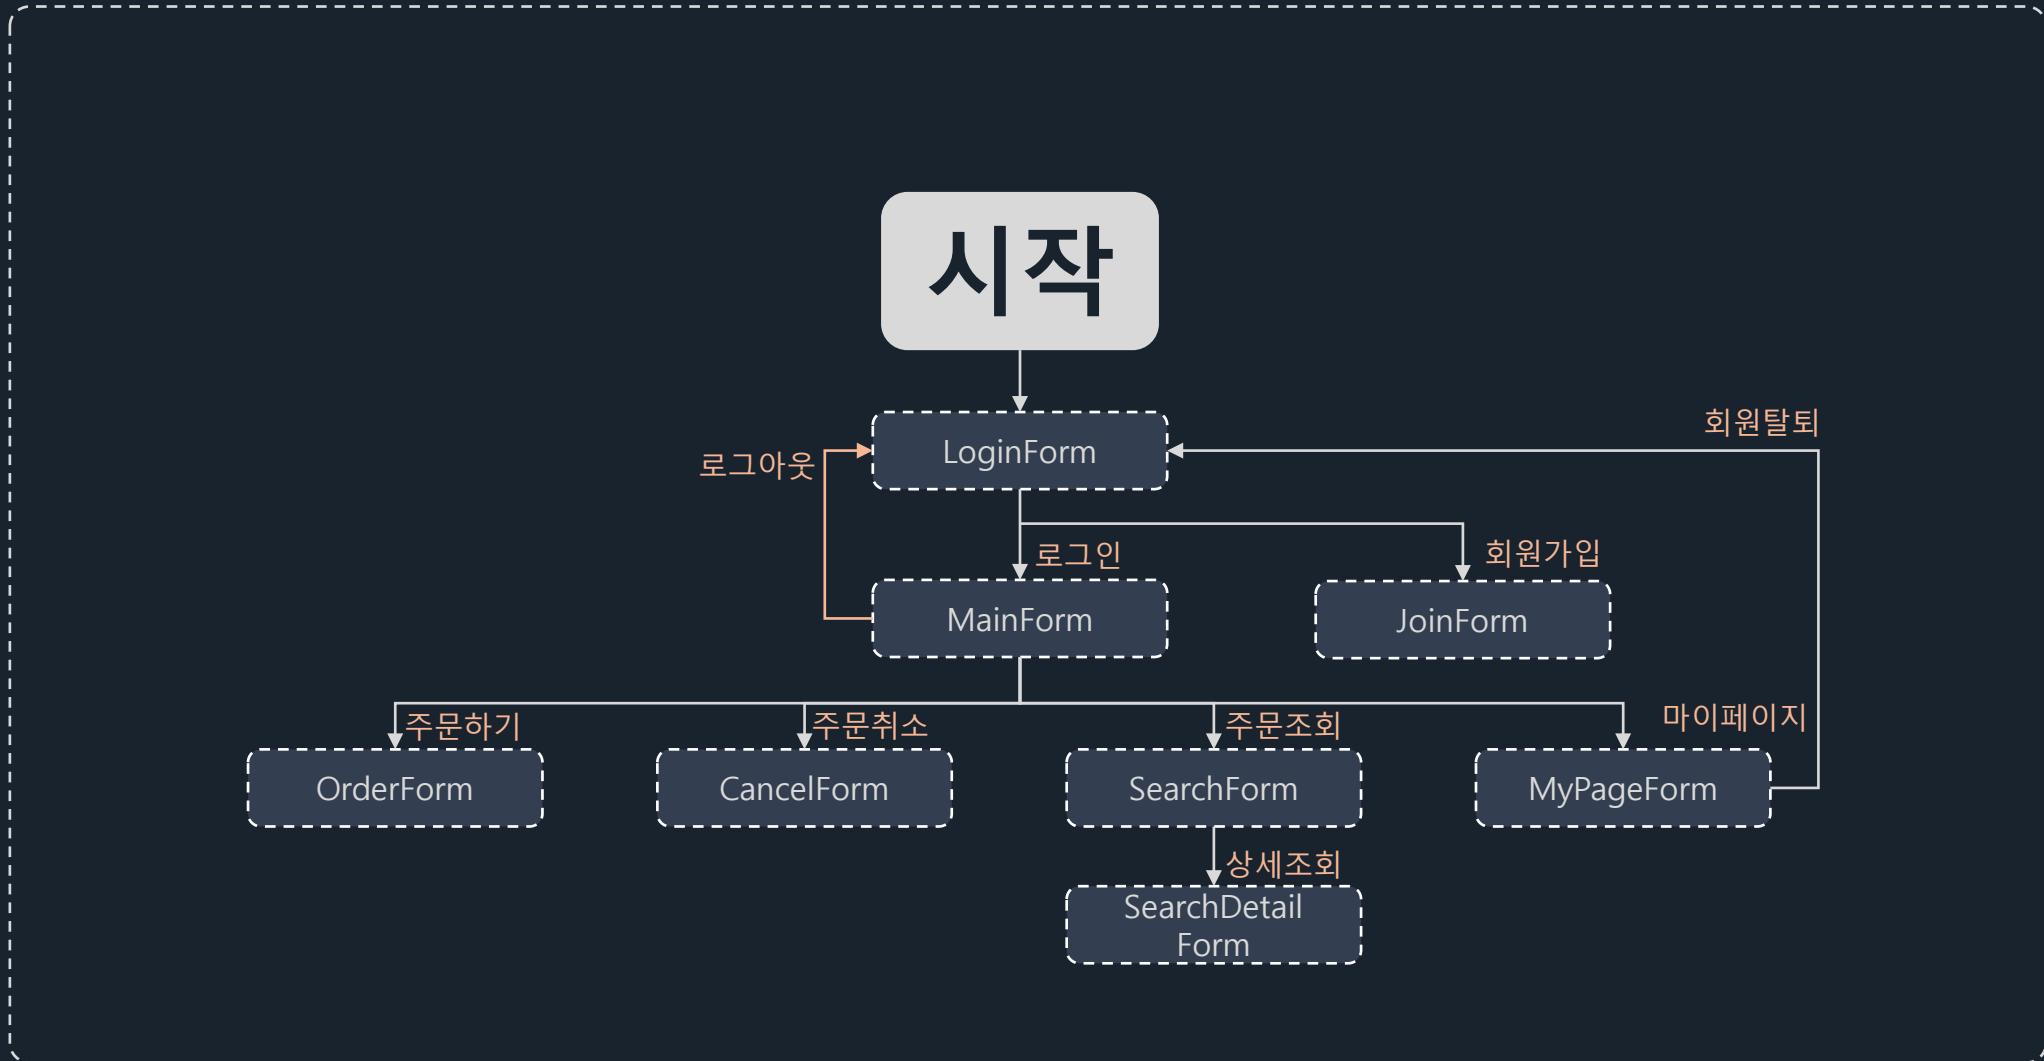 시작
회원탈퇴
LoginForm
로그아웃
로그인
회원가입
MainForm
JoinForm
주문하기
주문취소
주문조회
마이페이지
OrderForm
CancelForm
SearchForm
MyPageForm
상세조회
SearchDetail
Form